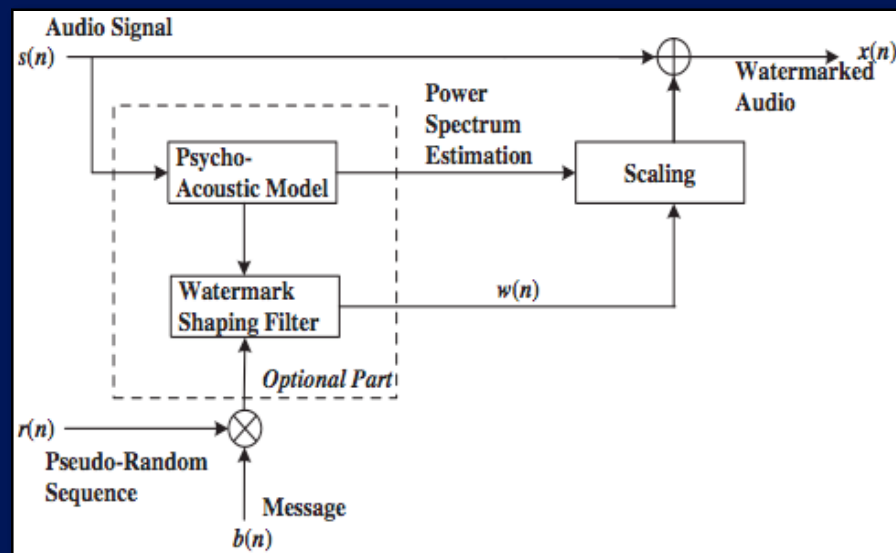 Audio Signal
s(n)
x(n)
Watermarked
Audio
Power
Spectrum
Estimation
Psycho-
Acoustic Model
Scaling
Watermark
Shaping Filter
w(n)
Optional Part
r(n)
Pseudo-Random
Sequence
Message
b(n)